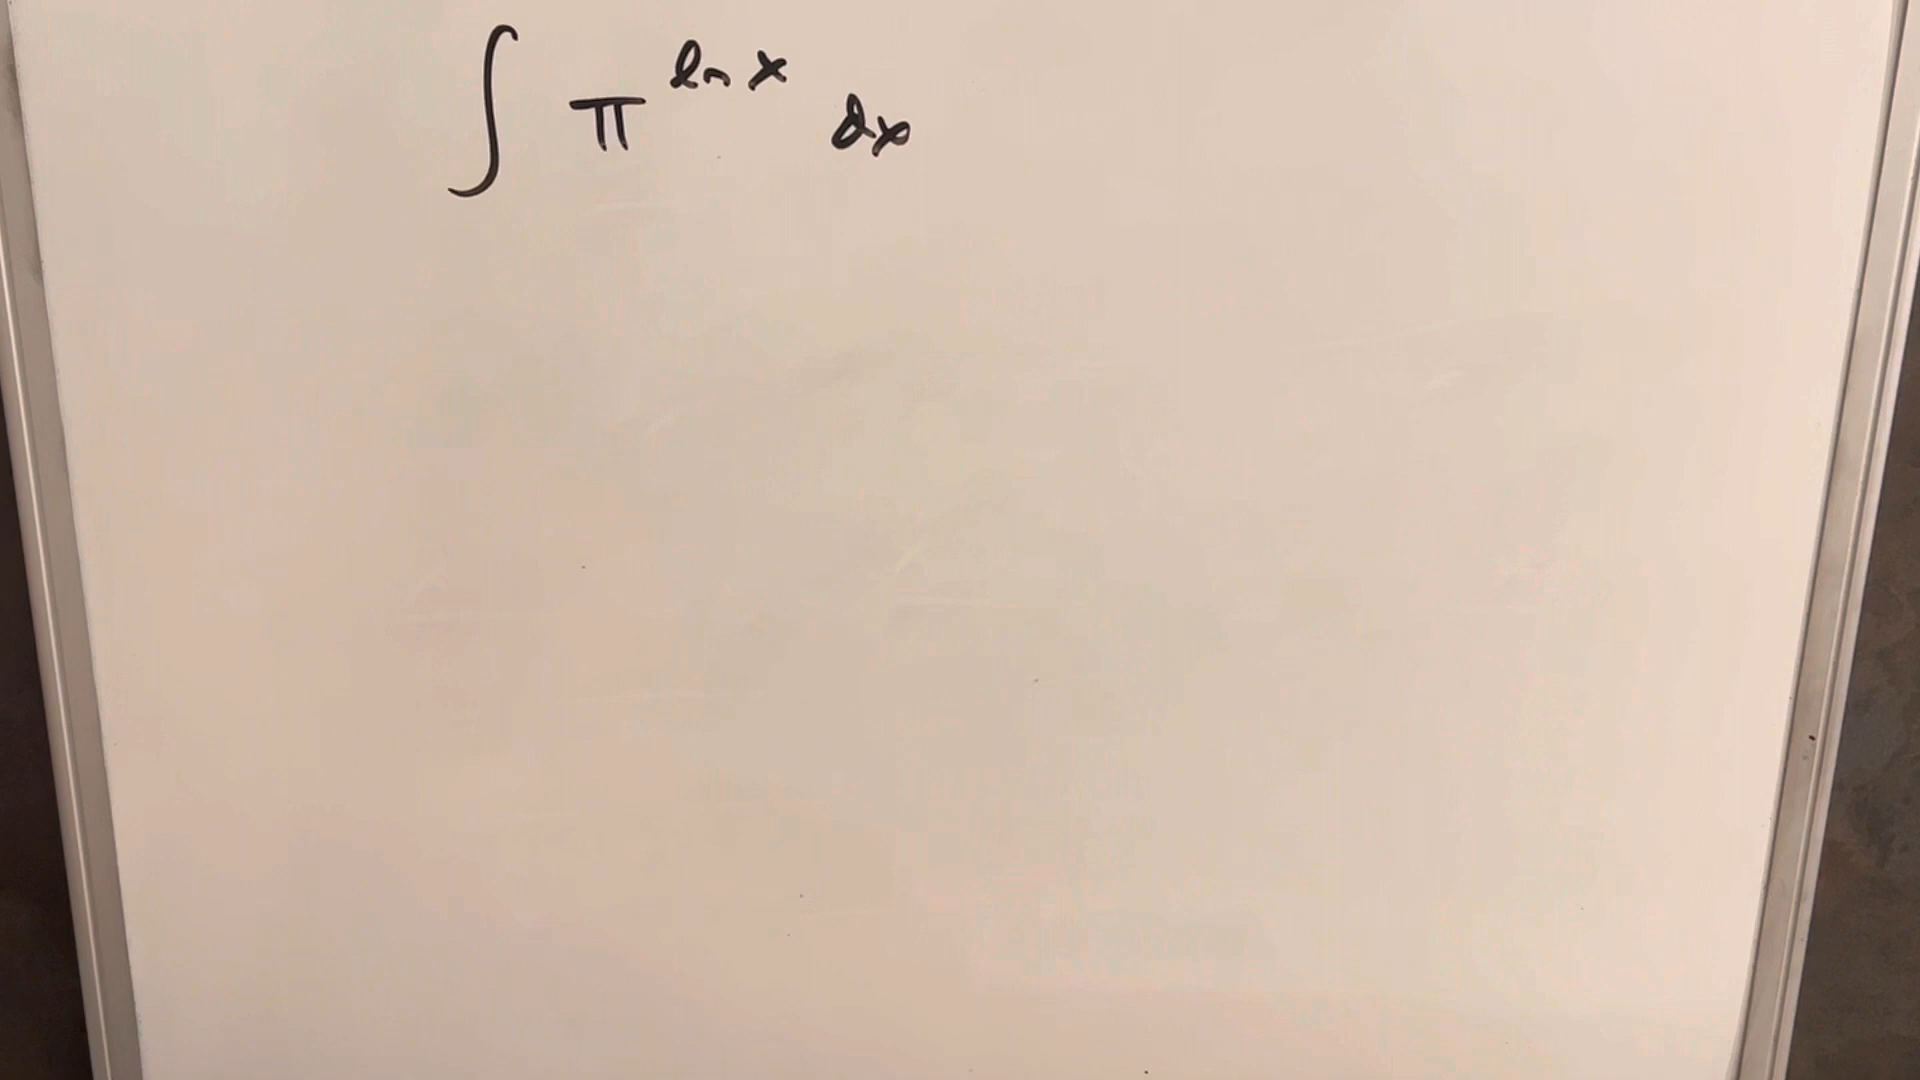 ∫ π^{ln x} dx